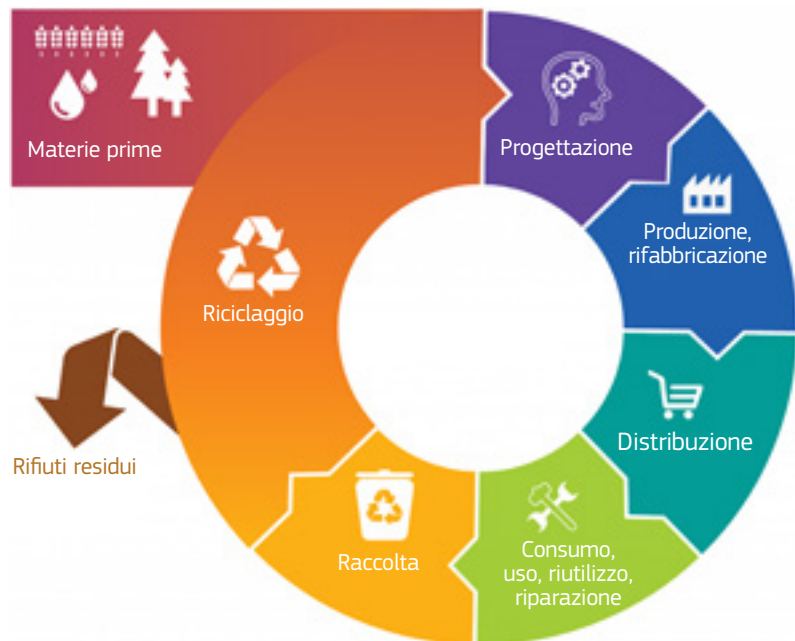 Materie prime
Progettazione
Produzione,
rifabbricazione
Distribuzione
Consumo,
uso, riutilizzo,
riparazione
Raccolta
Riciclaggio
Rifiuti residui